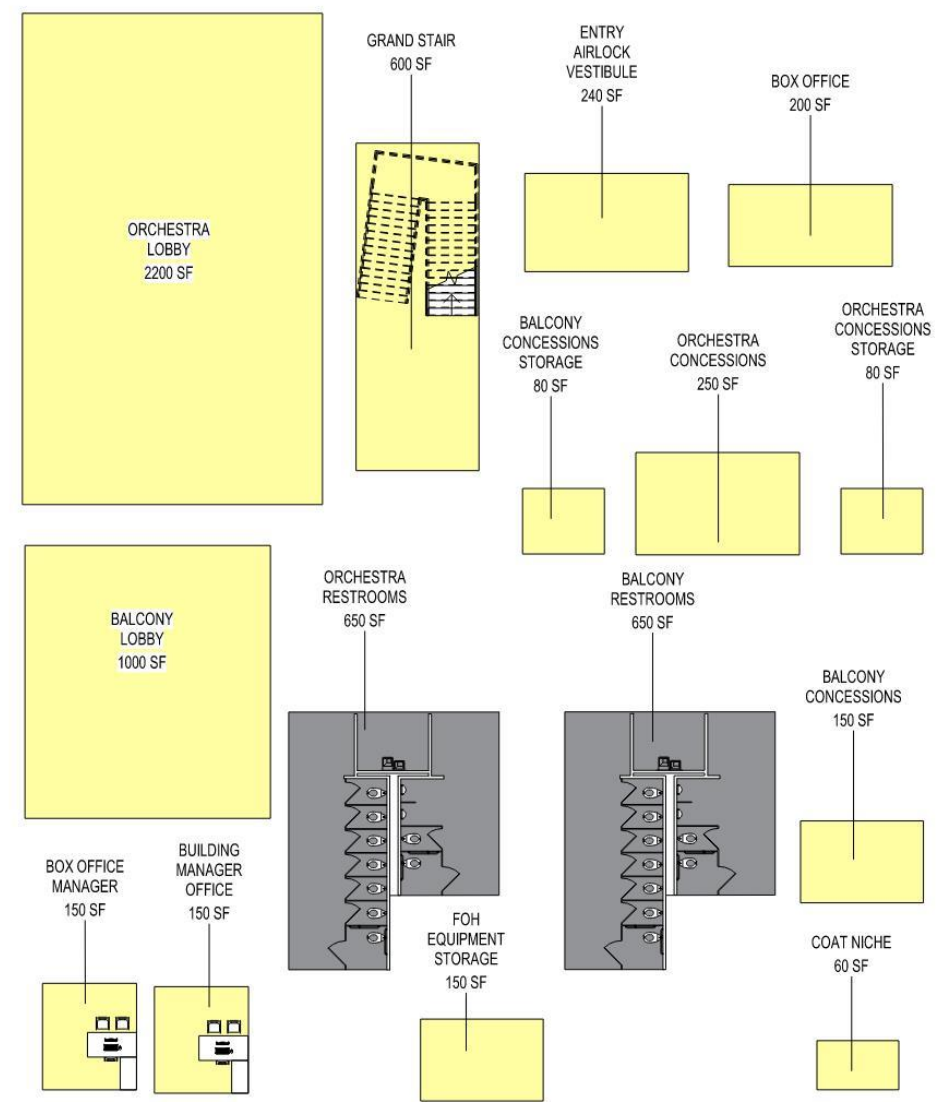 GRAND STAIR
600 SF
ENTRY
AIRLOCK
VESTIBULE
240 SF
BOX OFFICE
200 SF
ORCHESTRA
LOBBY
2200 SF
BALCONY
CONCESSIONS
STORAGE
80 SF
ORCHESTRA
CONCESSIONS
250 SF
ORCHESTRA
CONCESSIONS
STORAGE
80 SF
BALCONY
LOBBY
1000 SF
ORCHESTRA
RESTROOMS
650 SF
BALCONY
RESTROOMS
650 SF
BALCONY
CONCESSIONS
150 SF
BOX OFFICE
MANAGER
150 SF
BUILDING
MANAGER
OFFICE
150 SF
FOH
EQUIPMENT
STORAGE
150 SF
COAT NICHE
60 SF